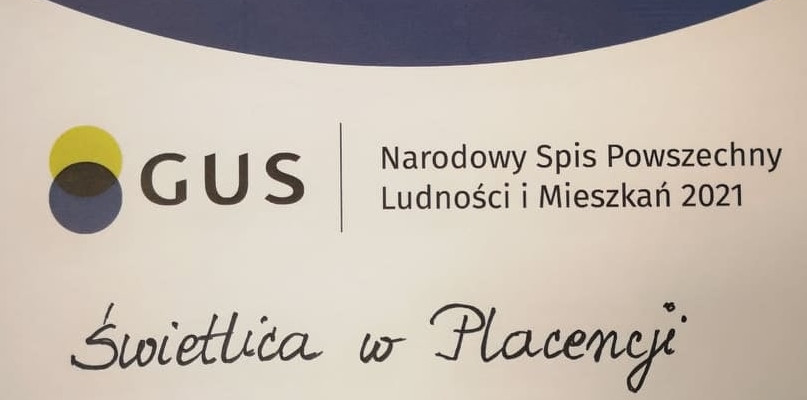 GUS
Narodowy Spis Powszechny
Ludności i Mieszkań 2021
Świetlica w Placencji